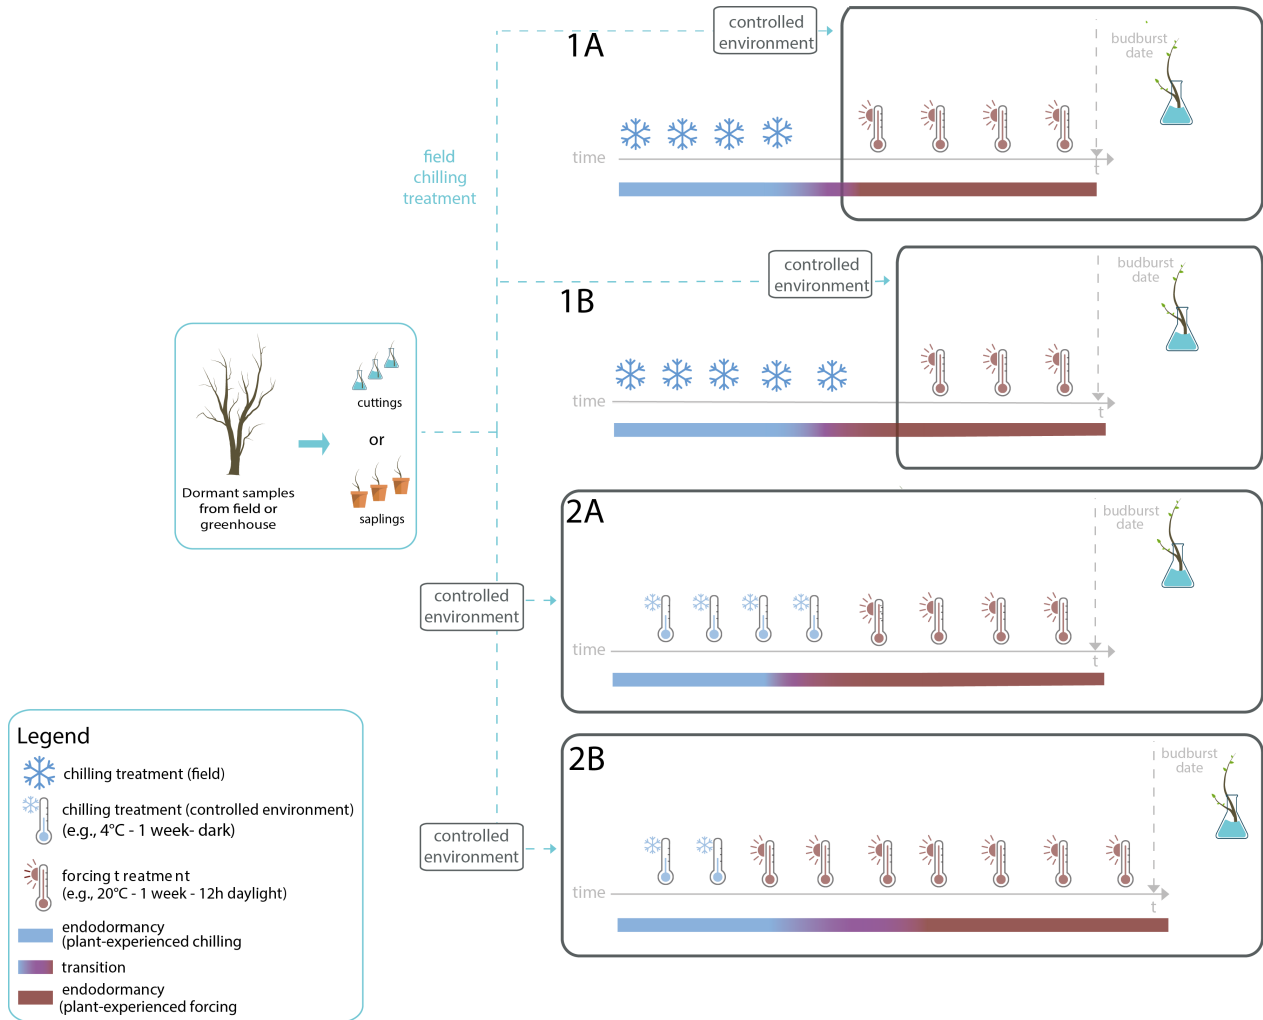 1A
controlled
environment
budburst
date
field
chilling
treatment
time
t
1B
controlled
environment
budburst
date
time
t
Dormant samples
from field or
greenhouse
cuttings
or
saplings
2A
controlled
environment
budburst
date
time
t
2B
controlled
environment
budburst
date
time
t
Legend
chilling treatment (field)
chilling treatment (controlled environment)
(e.g., 4°C - 1 week- dark)
forcing t reatment
(e.g., 20°C - 1 week - 12h daylight)
endodormancy
(plant-experienced chilling
transition
endodormancy
(plant-experienced forcing